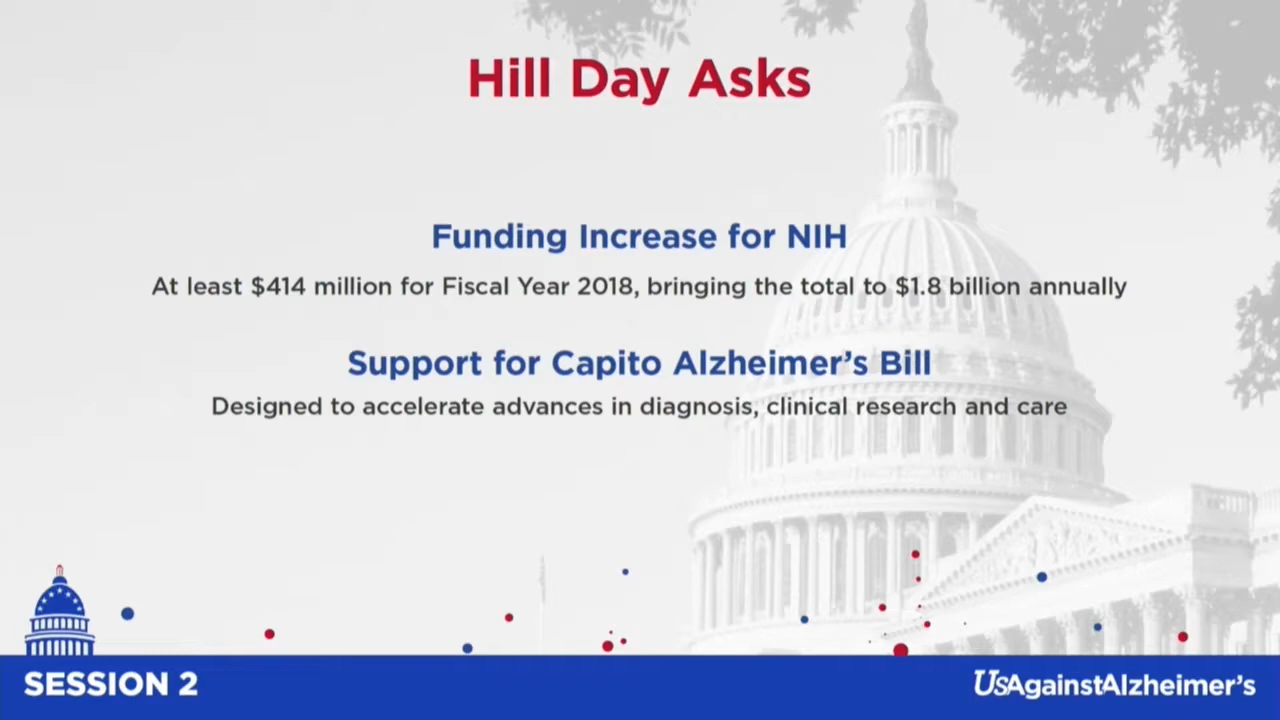 Hill Day Asks
Funding Increase for NIH
At least $414 million for Fiscal Year 2018, bringing the total to $1.8 billion annually
Support for Capito Alzheimer’s Bill
Designed to accelerate advances in diagnosis, clinical research and care
SESSION 2
UsAgainstAlzheimer’s